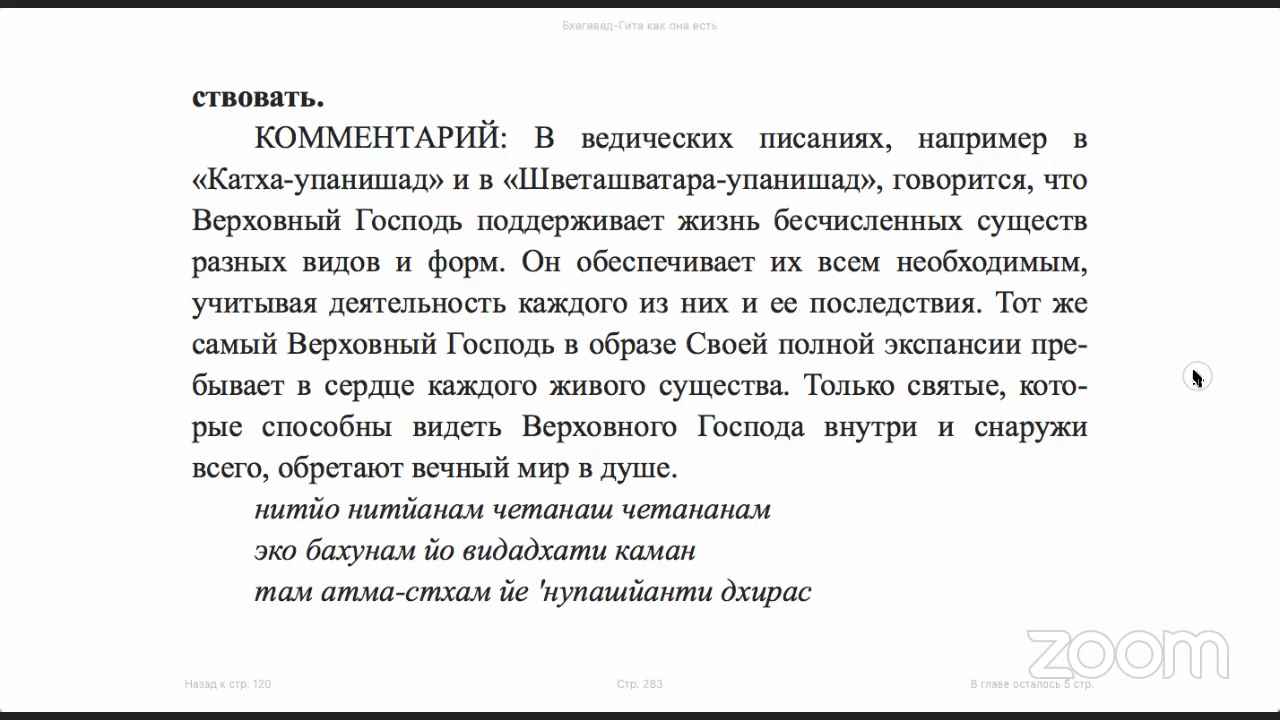 Бхагавад-Гита как она есть
ствовать.
КОММЕНТАРИЙ: В ведических писаниях, например в
«Катха-упанишад» и в «Шветашватара-упанишад», говорится, что
Верховный Господь поддерживает жизнь бесчисленных существ
разных видов и форм. Он обеспечивает их всем необходимым,
учитывая деятельность каждого из них и ее последствия. Тот же
самый Верховный Господь в образе Своей полной экспансии пре-
бывает в сердце каждого живого существа. Только святые, кото-
рые способны видеть Верховного Господа внутри и снаружи
всего, обретают вечный мир в душе.
нитйо нитйанам четанаш четананам
эко бахунам йо видадхати каман
там атма-стхам йе 'нупашйанти дхирас
zoom
Назад к стр. 120
Стр. 283
В главе осталось 5 стр.